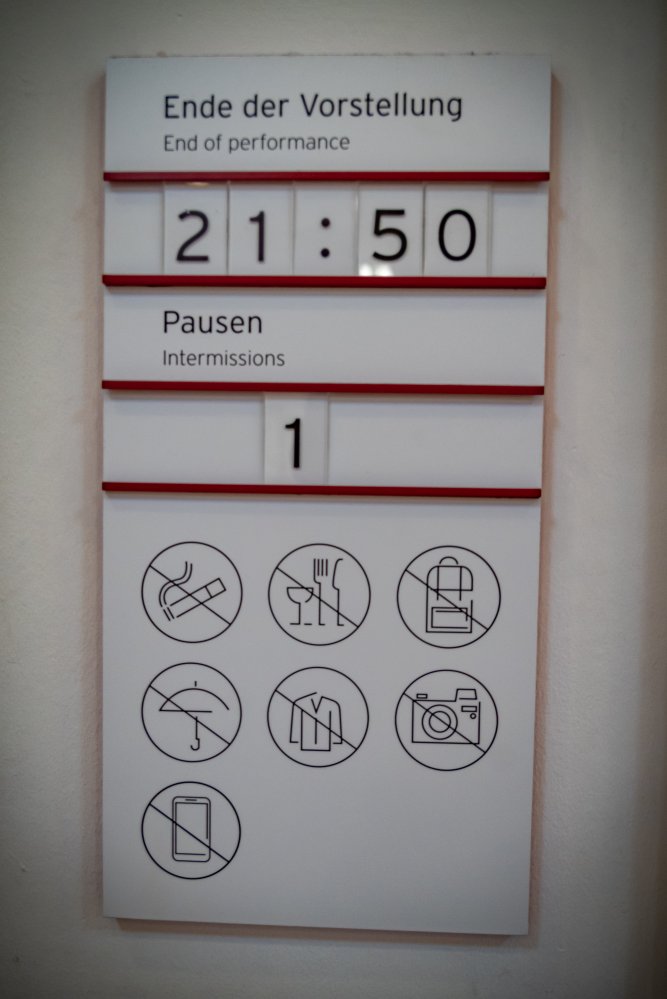 Ende der Vorstellung
End of performance
21:50
Pausen
Intermissions
1